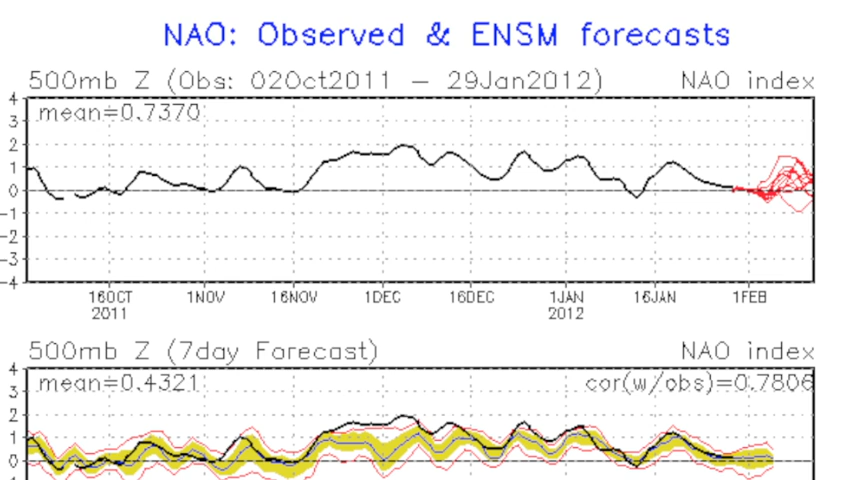 NAO: Observed & ENSM forecasts
500mb Z (Obs: 02Oct2011 – 29Jan2012) NAO index
mean=0.7370
4
3
2
1
0
-1
-2
-3
-4
16OCT 1NOV 16NOV 1DEC 16DEC 1JAN 16JAN 1FEB
2011 2012
500mb Z (7day Forecast) NAO index
mean=0.4321 cor(w/obs)=0.7806
4
3
2
1
0